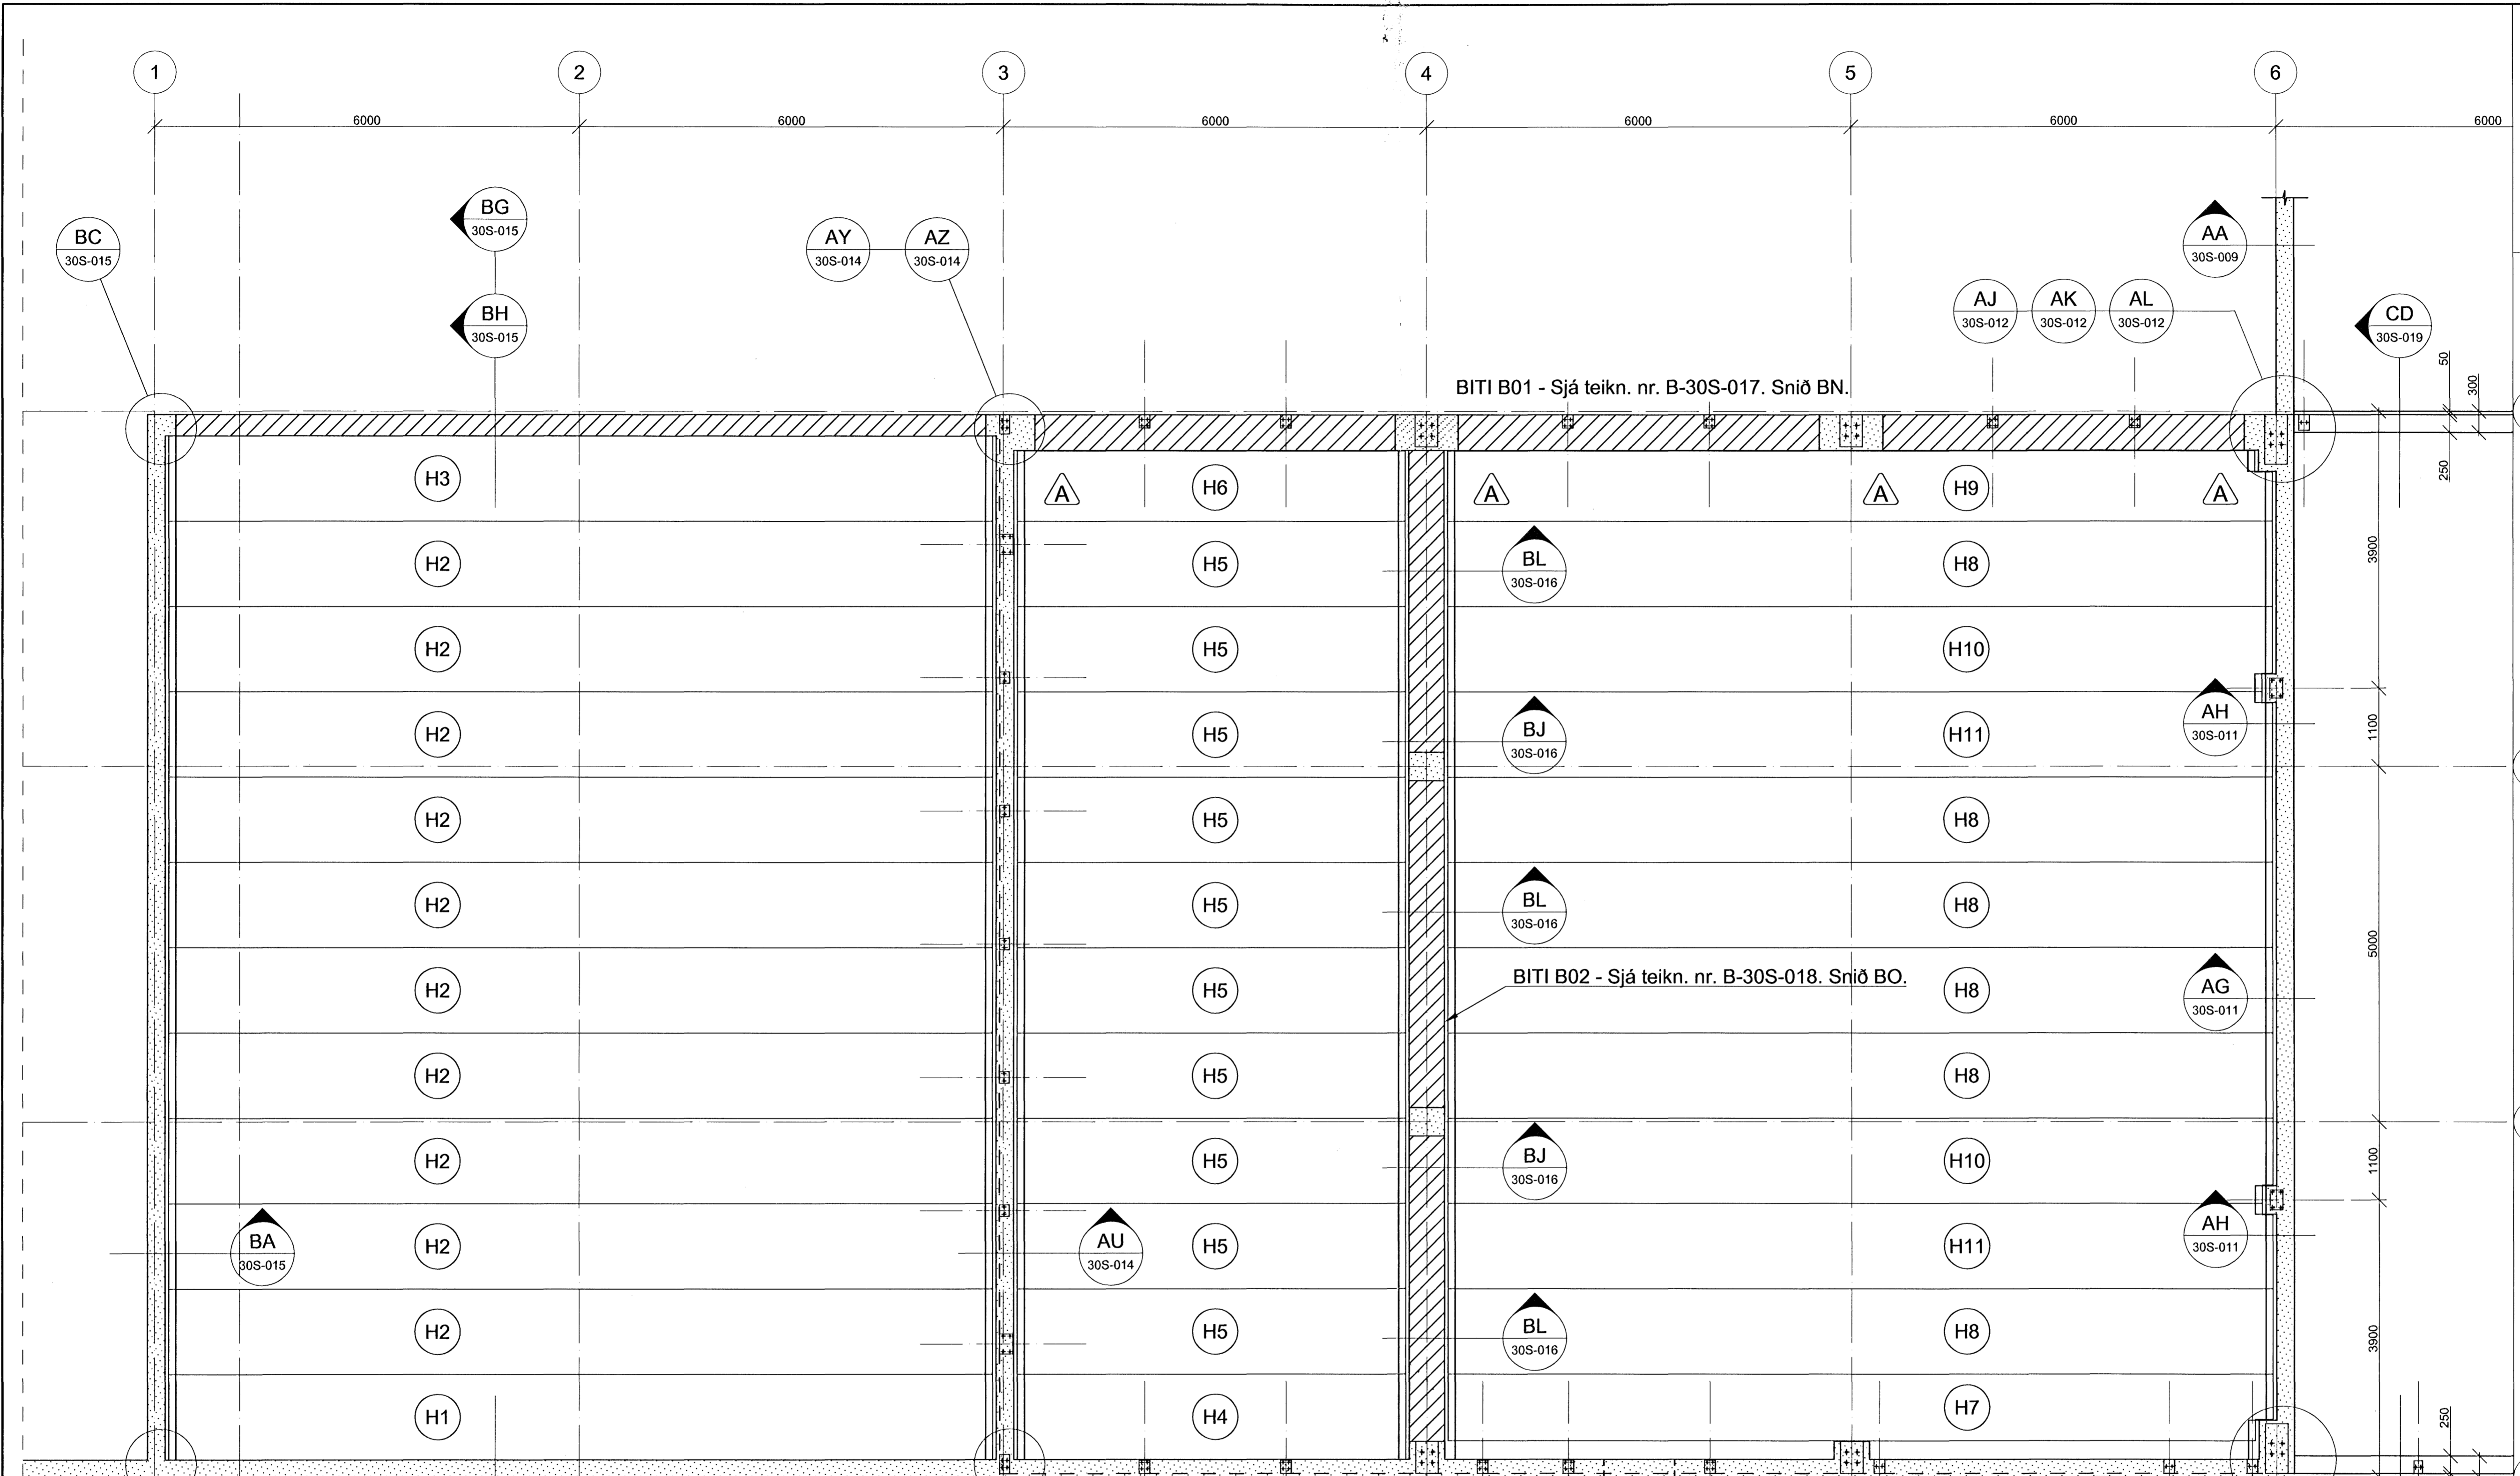 1 2 3 4 5 6
6000 6000 6000 6000 6000 6000
BG
30S-015
BC
30S-015
AY
30S-014
AZ
30S-014
AA
30S-009
BH
30S-015
AJ
30S-012
AK
30S-012
AL
30S-012
CD
30S-019
BITI B01 - Sjá teikn. nr. B-30S-017. Snið BN.
50
300
250
H3 A H6 A A H9 A
H2 H5 BL H8
30S-016
3900
H2 H5 H10
H2 H5 BJ H11 AH
30S-016 30S-011
1100
H2 H5 H8
H2 H5 BL H8
30S-016
5000
BITI B02 - Sjá teikn. nr. B-30S-018. Snið BO.
H2 H5 H8 AG
30S-011
H2 H5 H8
H2 H5 BJ H10
30S-016
1100
BA H2 AU H5 H11 AH
30S-015 30S-014 30S-011
H2 H5 BL H8
30S-016
3900
H1 H4 H7
250